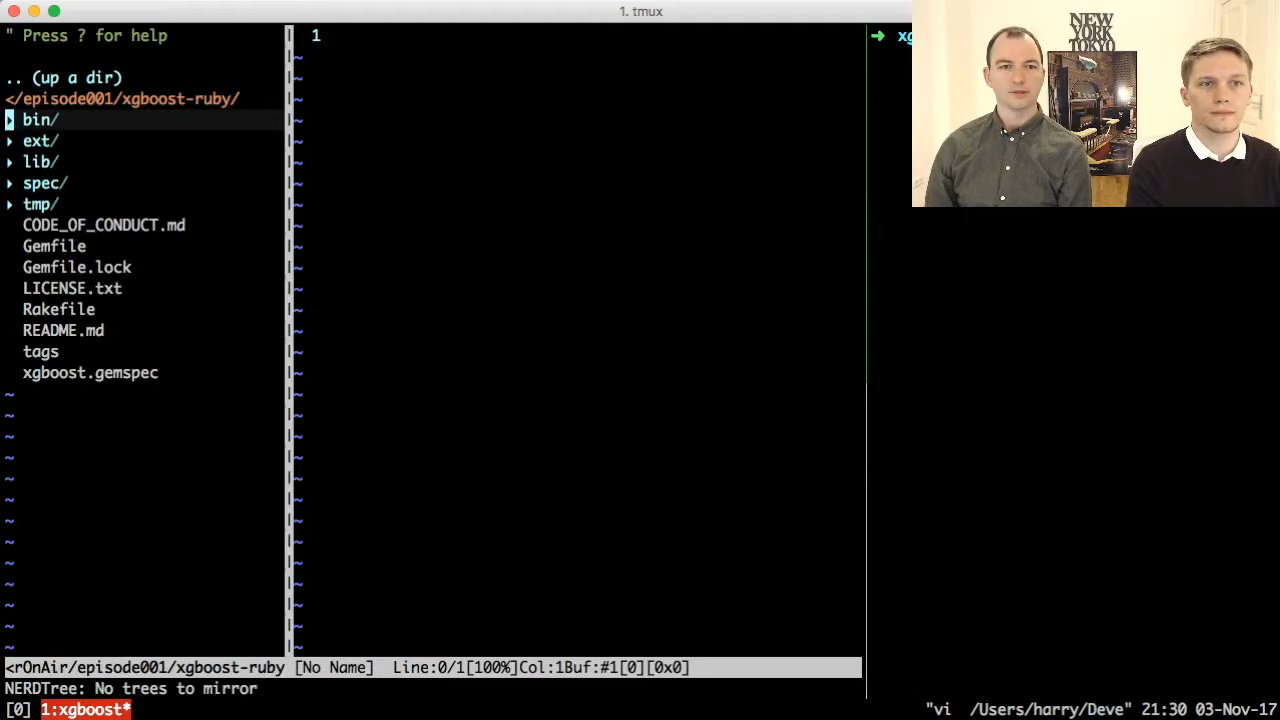 1. tmux
" Press ? for help
.. (up a dir)
</episode001/xgboost-ruby/
bin/
ext/
lib/
spec/
tmp/
CODE_OF_CONDUCT.md
Gemfile
Gemfile.lock
LICENSE.txt
Rakefile
README.md
tags
xgboost.gemspec
1
➜ xg
NEW
YORK
TOKYO
<rOnAir/episode001/xgboost-ruby [No Name] Line:0/1[100%]Col:1Buf:#1[0][0x0]
NERDTree: No trees to mirror
[0] 1:xgboost* "vi /Users/harry/Deve" 21:30 03-Nov-17